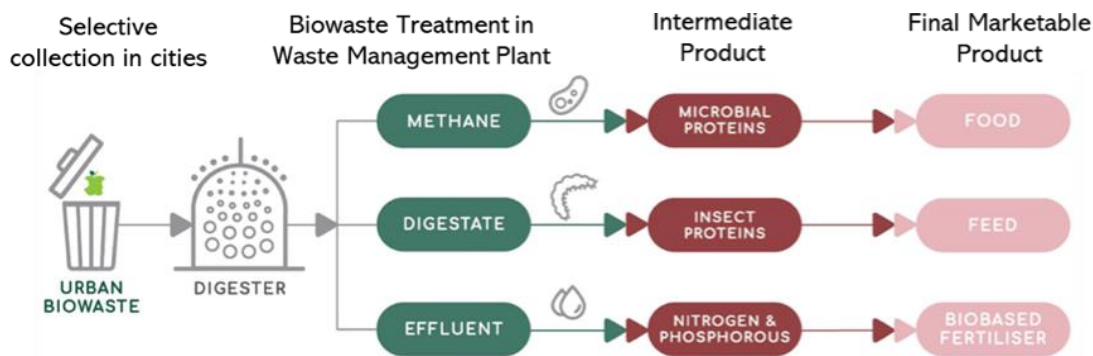 Selective
collection in cities
Biowaste Treatment in
Waste Management Plant
Intermediate
Product
Final Marketable
Product
METHANE
MICROBIAL
PROTEINS
FOOD
DIGESTATE
INSECT
PROTEINS
FEED
URBAN
BIOWASTE
DIGESTER
EFFLUENT
NITROGEN &
PHOSPHOROUS
BIOBASED
FERTILISER